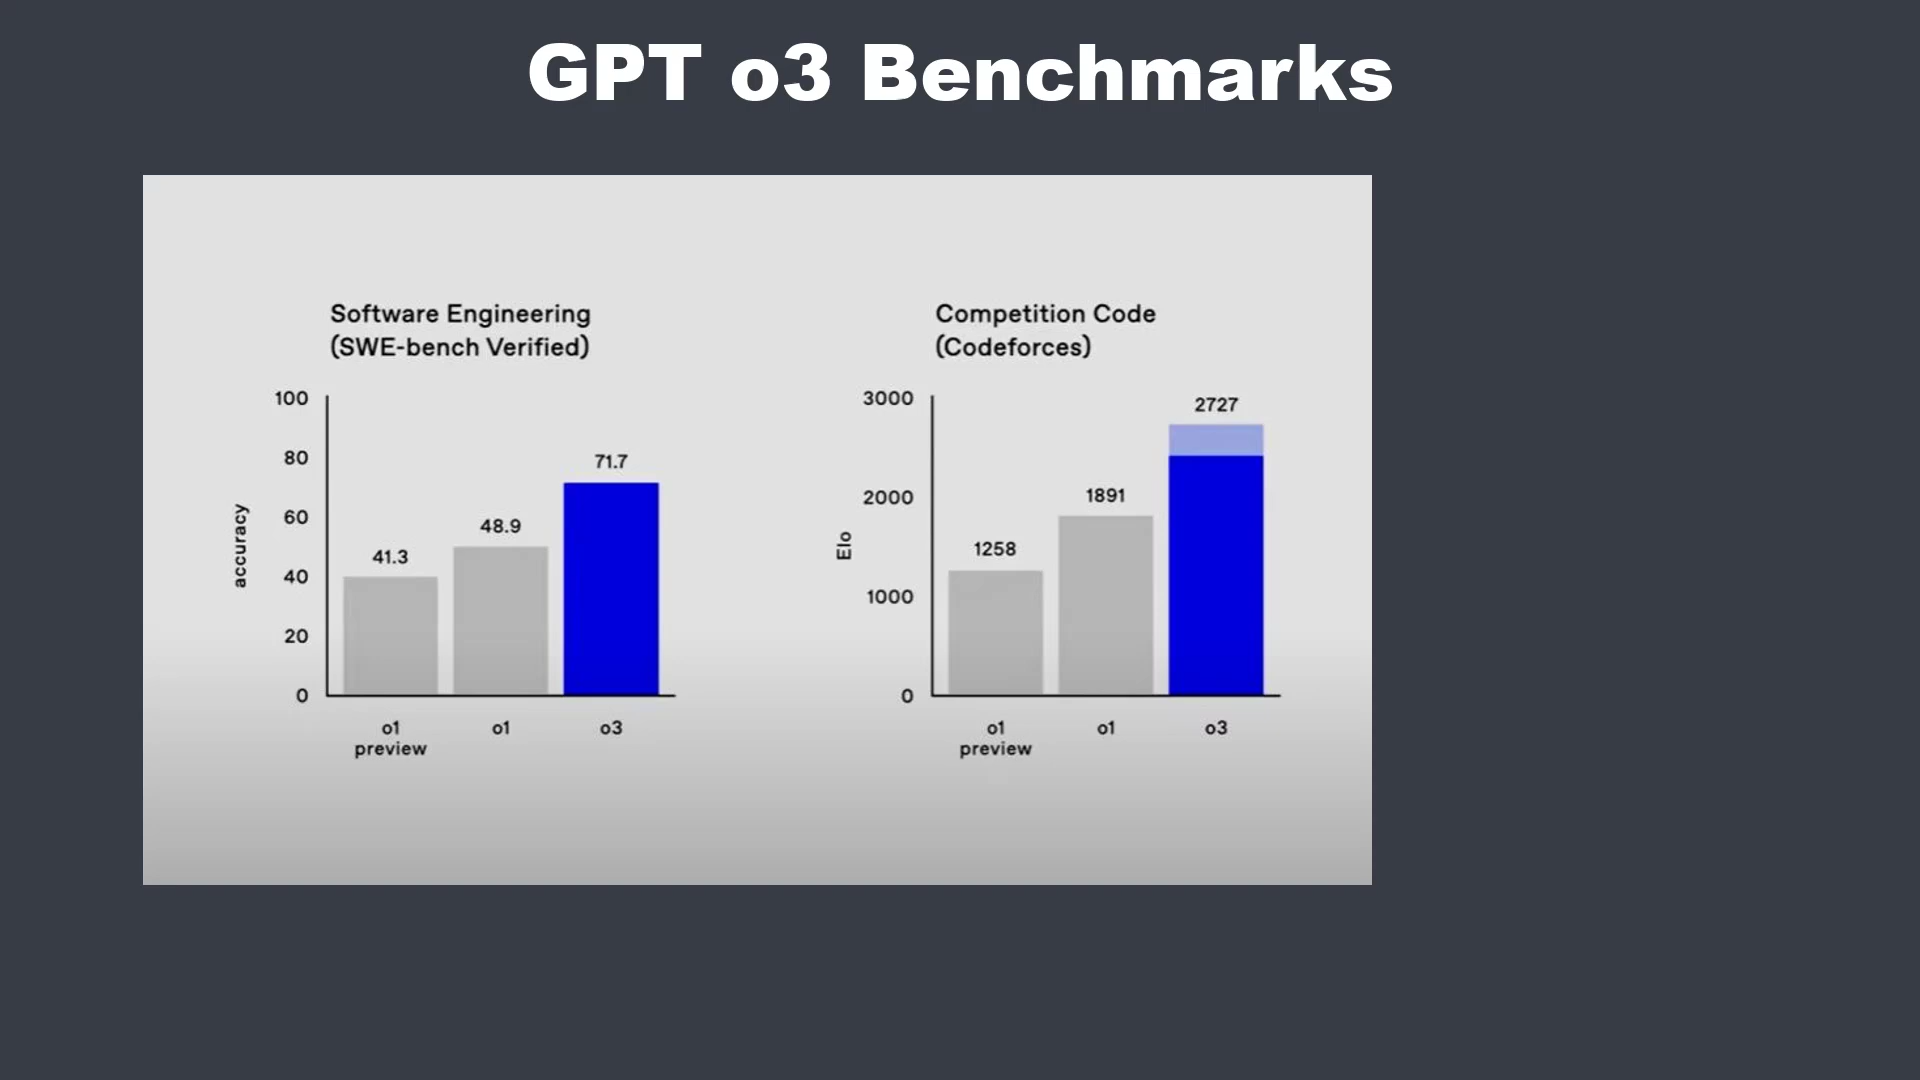 GPT o3 Benchmarks
Software Engineering
(SWE-bench Verified)
accuracy
100
80
60
40
20
0
41.3
48.9
71.7
o1
preview
o1
o3
Competition Code
(Codeforces)
Elo
3000
2000
1000
0
1258
1891
2727
o1
preview
o1
o3